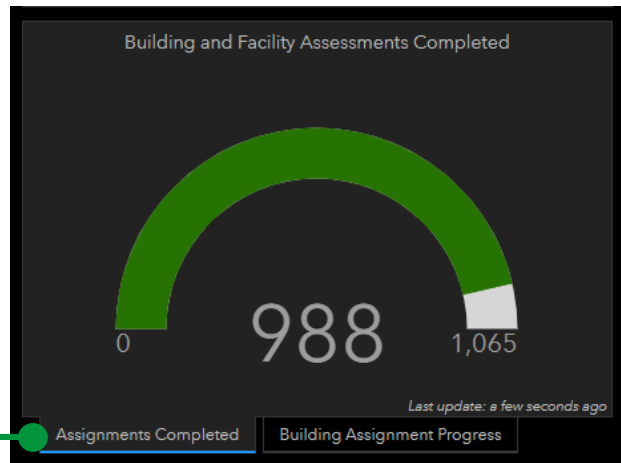 Building and Facility Assessments Completed
988
0
1,065
Last update: a few seconds ago
Assignments Completed
Building Assignment Progress